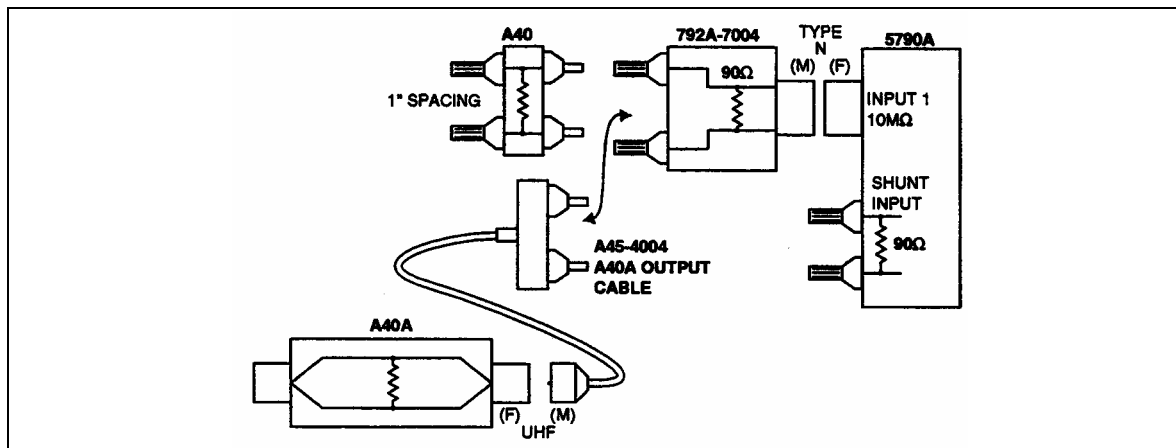 A40
1" SPACING
792A-7004
90Ω
TYPE
N
(M) (F)
5790A
INPUT 1
10MΩ
SHUNT
INPUT
90Ω
A45-4004
A40A OUTPUT
CABLE
A40A
(F) (M)
UHF